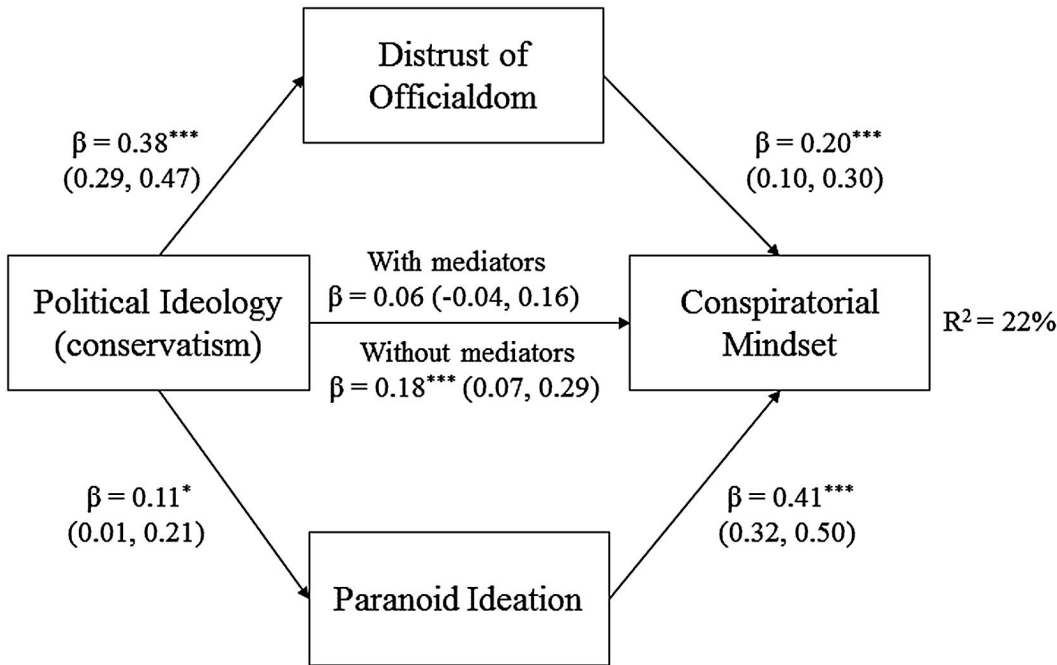 Distrust of
Officialdom
β = 0.38***
(0.29, 0.47)
β = 0.20***
(0.10, 0.30)
Political Ideology
(conservatism)
With mediators
β = 0.06 (-0.04, 0.16)
Without mediators
β = 0.18*** (0.07, 0.29)
Conspiratorial
Mindset
R² = 22%
β = 0.11*
(0.01, 0.21)
β = 0.41***
(0.32, 0.50)
Paranoid Ideation